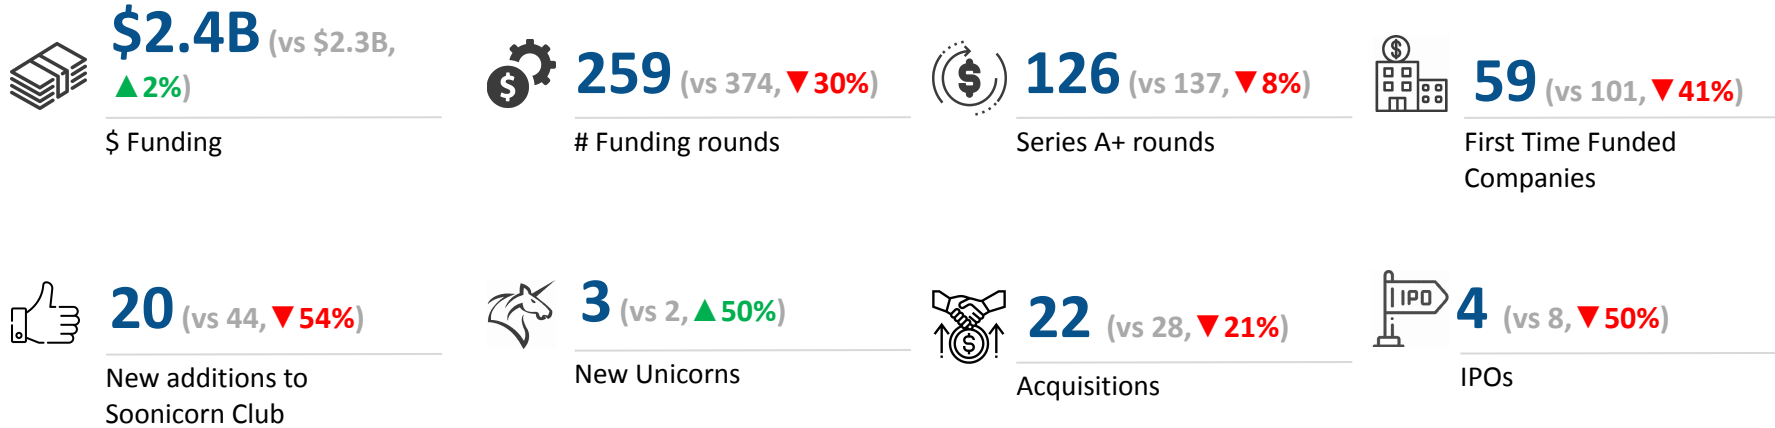 $2.4B (vs $2.3B,
▲2%)
$ Funding
259 (vs 374, ▼30%)
# Funding rounds
126 (vs 137, ▼8%)
Series A+ rounds
59 (vs 101, ▼41%)
First Time Funded
Companies
20 (vs 44, ▼54%)
New additions to
Soonicorn Club
3 (vs 2, ▲50%)
New Unicorns
22 (vs 28, ▼21%)
Acquisitions
IPO
4 (vs 8, ▼50%)
IPOs